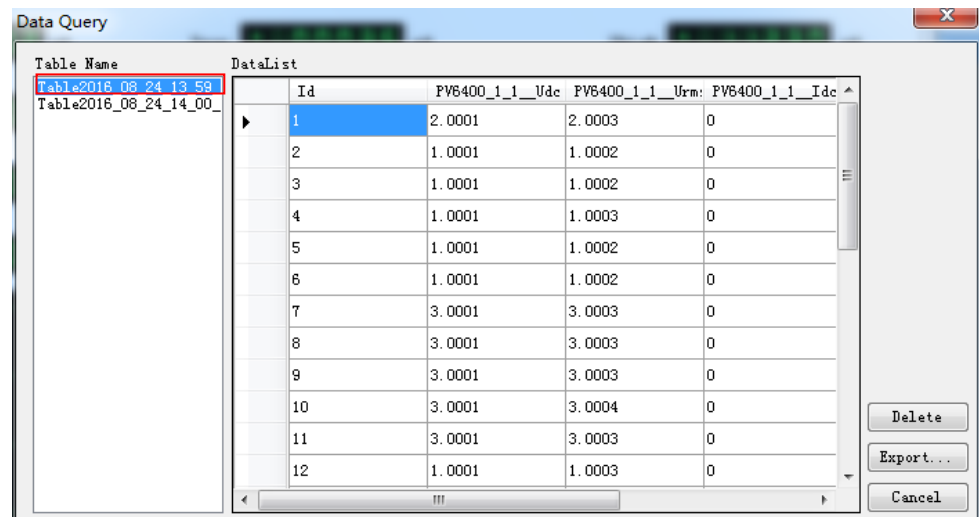 Data Query
Table Name
Table2016_08_24_13_59_
Table2016_08_24_14_00_
DataList
Id PV6400_1_1__Udc PV6400_1_1__Urm: PV6400_1_1__Idc
1 2.0001 2.0003 0
2 1.0001 1.0002 0
3 1.0001 1.0002 0
4 1.0001 1.0003 0
5 1.0001 1.0002 0
6 1.0001 1.0002 0
7 3.0001 3.0003 0
8 3.0001 3.0003 0
9 3.0001 3.0003 0
10 3.0001 3.0004 0
11 3.0001 3.0003 0
12 1.0001 1.0003 0
Delete
Export...
Cancel